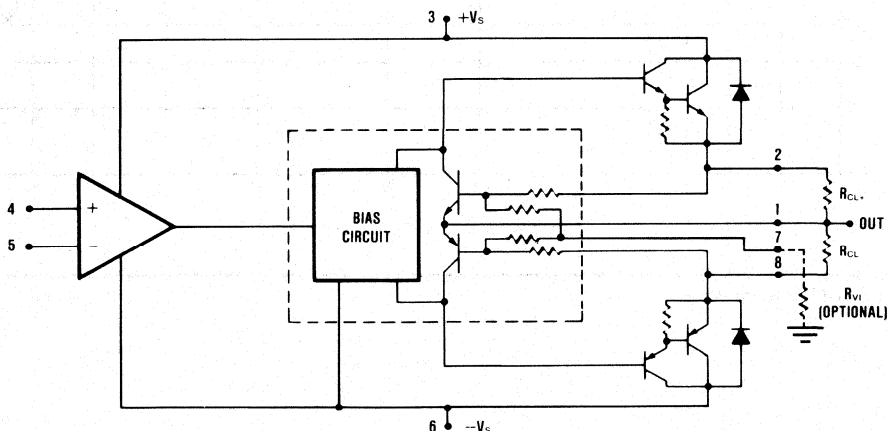 3 +Vs
2
RCL+
4
+
BIAS
CIRCUIT
1
OUT
5
−
7
RCL
8
RVI
(OPTIONAL)
6 −Vs